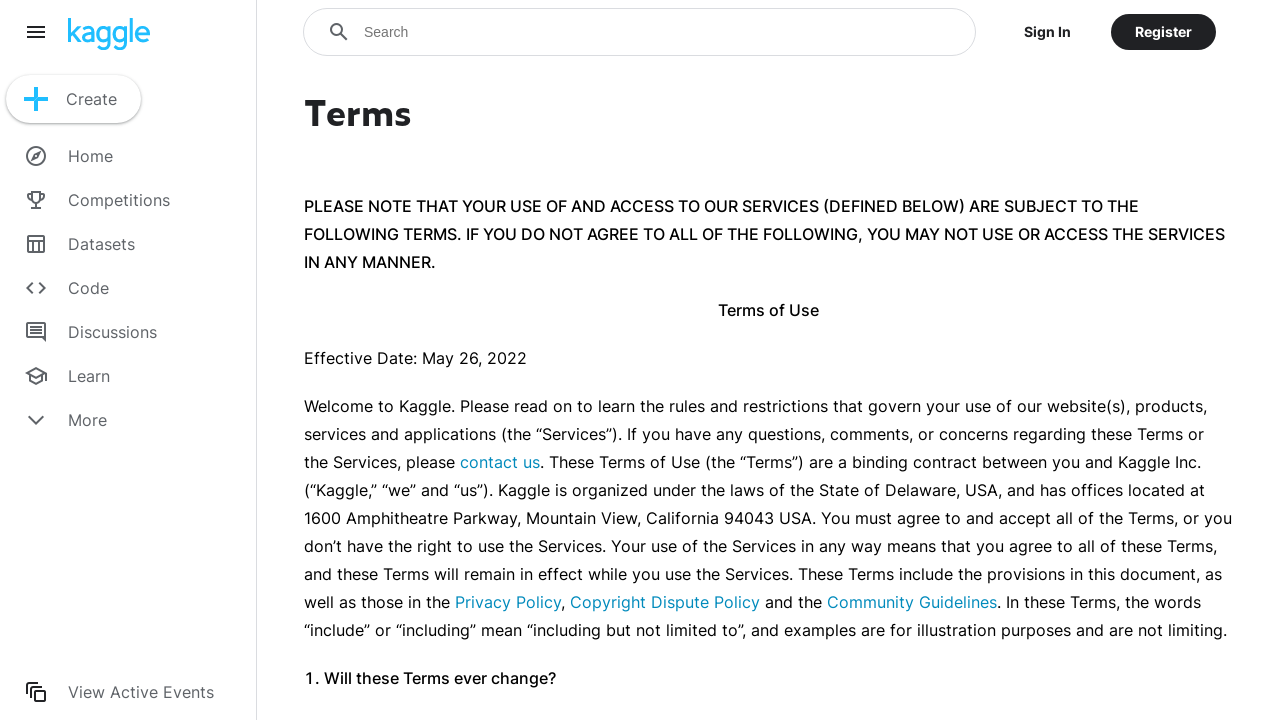 kaggle
Create
Home
Competitions
Datasets
Code
Discussions
Learn
More
View Active Events
Search
Sign In
Register
Terms
PLEASE NOTE THAT YOUR USE OF AND ACCESS TO OUR SERVICES (DEFINED BELOW) ARE SUBJECT TO THE
FOLLOWING TERMS. IF YOU DO NOT AGREE TO ALL OF THE FOLLOWING, YOU MAY NOT USE OR ACCESS THE SERVICES
IN ANY MANNER.
Terms of Use
Effective Date: May 26, 2022
Welcome to Kaggle. Please read on to learn the rules and restrictions that govern your use of our website(s), products,
services and applications (the “Services”). If you have any questions, comments, or concerns regarding these Terms or
the Services, please contact us. These Terms of Use (the “Terms”) are a binding contract between you and Kaggle Inc.
(“Kaggle,” “we” and “us”). Kaggle is organized under the laws of the State of Delaware, USA, and has offices located at
1600 Amphitheatre Parkway, Mountain View, California 94043 USA. You must agree to and accept all of the Terms, or you
don’t have the right to use the Services. Your use of the Services in any way means that you agree to all of these Terms,
and these Terms will remain in effect while you use the Services. These Terms include the provisions in this document, as
well as those in the Privacy Policy, Copyright Dispute Policy and the Community Guidelines. In these Terms, the words
“include” or “including” mean “including but not limited to”, and examples are for illustration purposes and are not limiting.
1. Will these Terms ever change?